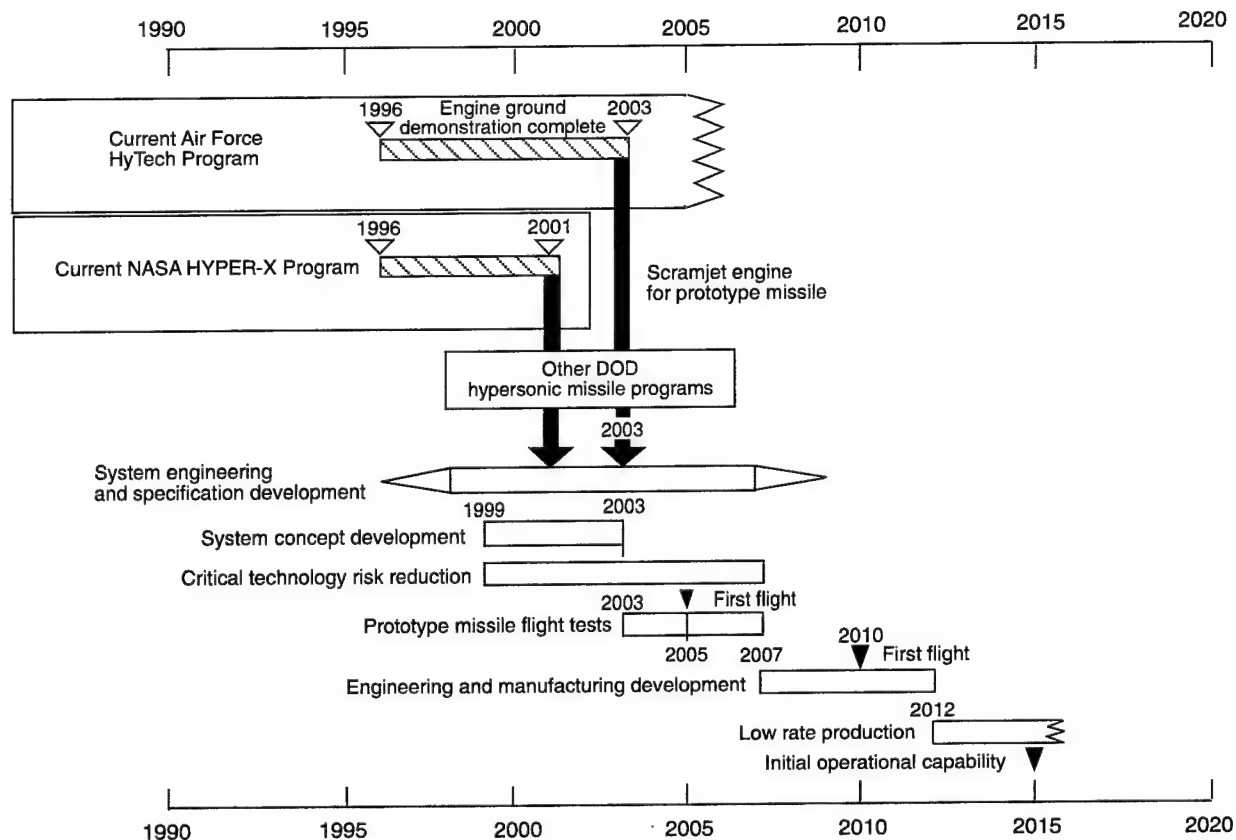 1990 1995 2000 2005 2010 2015 2020
1996 Engine ground 2003
demonstration complete
Current Air Force
HyTech Program
1996 2001
Current NASA HYPER-X Program
Scramjet engine
for prototype missile
Other DOD
hypersonic missile programs
2003
System engineering
and specification development
1999 2003
System concept development
Critical technology risk reduction
2003 First flight
Prototype missile flight tests
2005 2007 2010
First flight
Engineering and manufacturing development
2012
Low rate production
Initial operational capability
1990 1995 2000 2005 2010 2015 2020